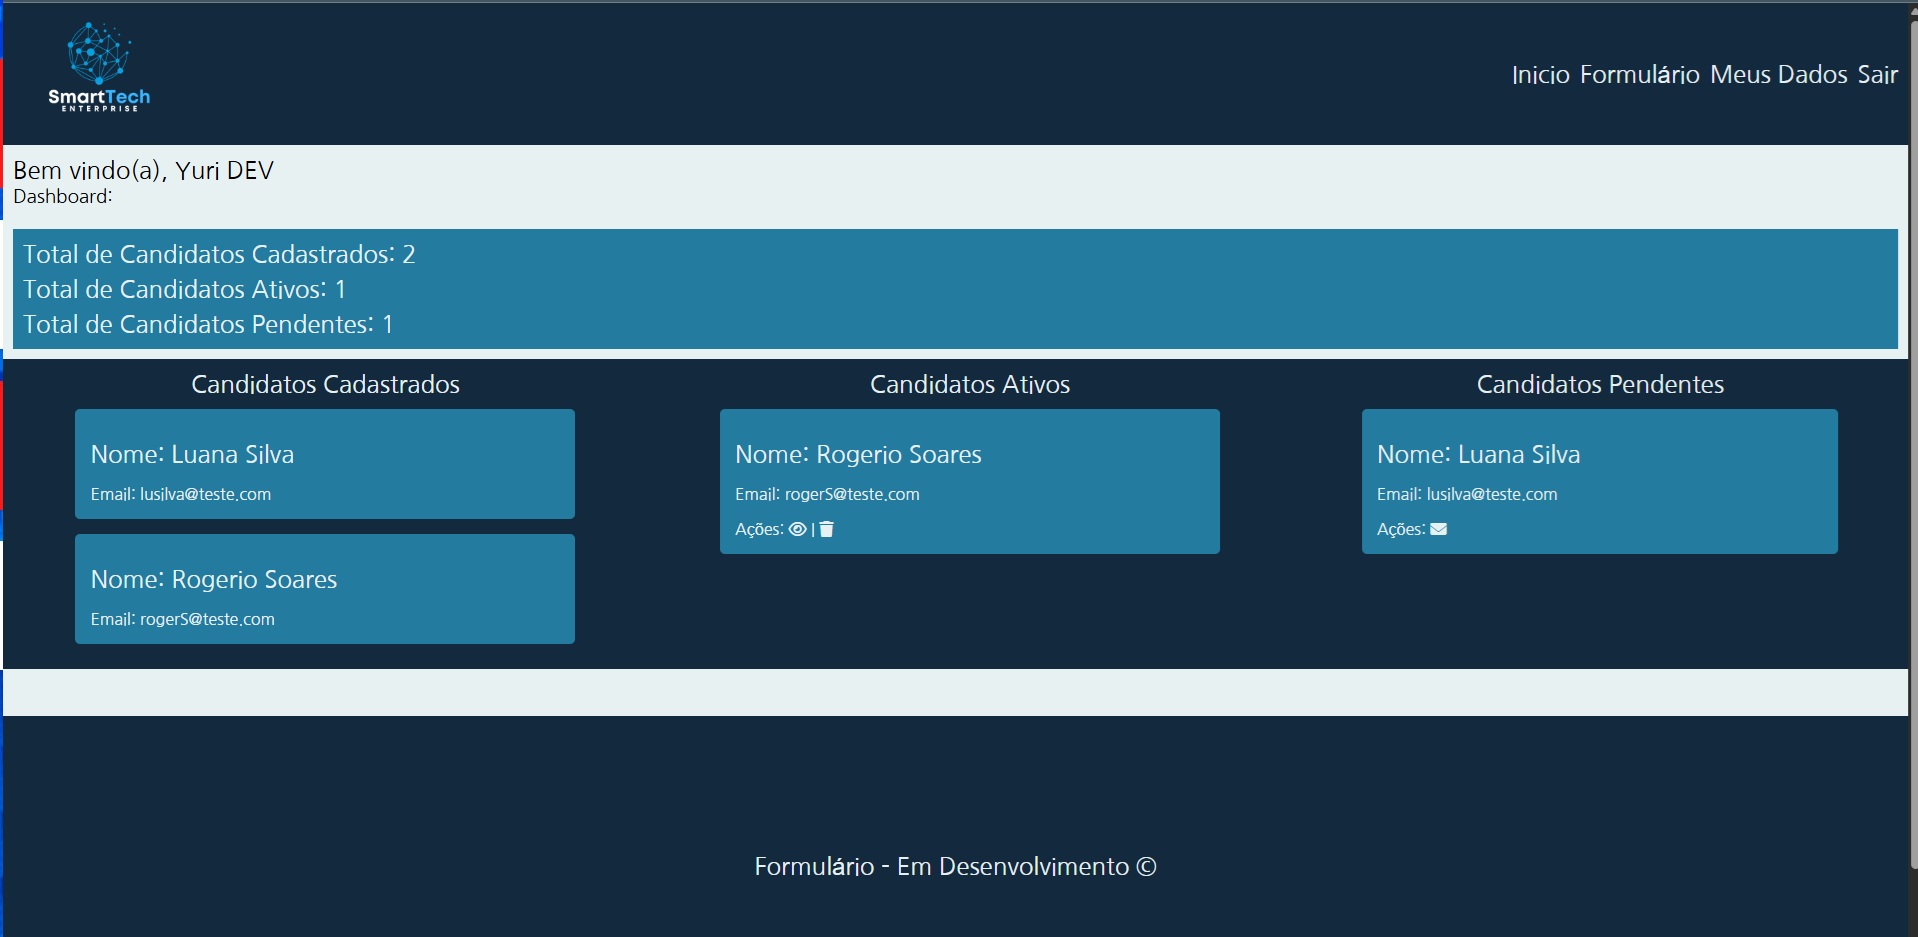 SmartTech
ENTERPRISE
Inicio Formulário Meus Dados Sair
Bem vindo(a), Yuri DEV
Dashboard:
Total de Candidatos Cadastrados: 2
Total de Candidatos Ativos: 1
Total de Candidatos Pendentes: 1
Candidatos Cadastrados
Nome: Luana Silva
Email: lusilva@teste.com
Nome: Rogerio Soares
Email: rogerS@teste.com
Candidatos Ativos
Nome: Rogerio Soares
Email: rogerS@teste.com
Ações: |
Candidatos Pendentes
Nome: Luana Silva
Email: lusilva@teste.com
Ações:
Formulário - Em Desenvolvimento ©